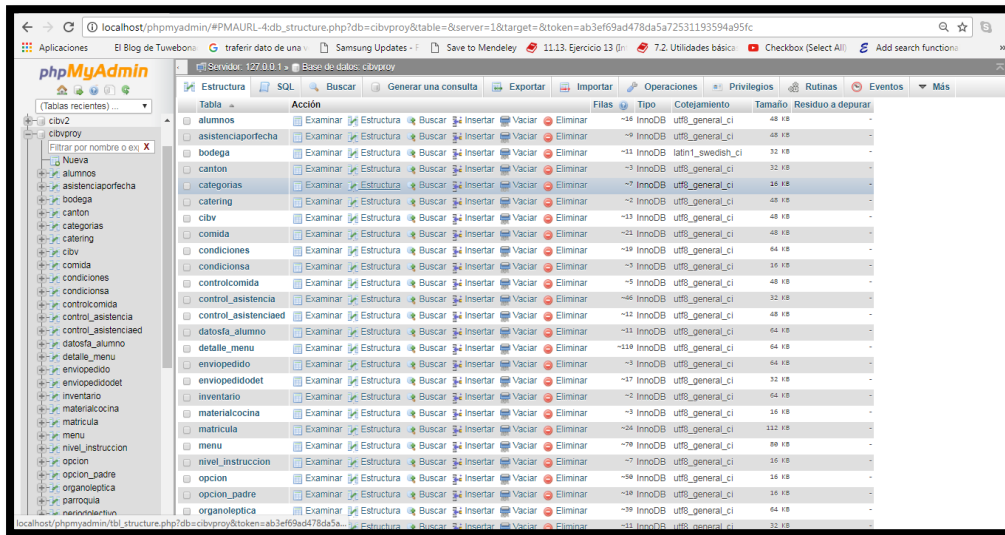 localhost/phpmyadmin/#PMAURL-4:db_structure.php?db=cibvproy&table=&server=1&target=&token=ab3ef69ad478da5a72531193594a95fc
Aplicaciones El Blog de Tuwebona traferir dato de una Samsung Updates - F Save to Mendeley 11.13. Ejercicio 13 (In 7.2. Utilidades básica Checkbox (Select All) Add search functiona »
phpMyAdmin
(Tablas recientes) ...
cibv2
cibvproy
Filtrar por nombre o exp X
Nueva
alumnos
asistenciaporfecha
bodega
canton
categorias
catering
cibv
comida
condiciones
condicionsa
controlcomida
control_asistencia
control_asistenciaed
datosfa_alumno
detalle_menu
enviopedido
enviopedidodet
inventario
materialcocina
matricula
menu
nivel_instruccion
opcion
opcion_padre
organoleptica
parroquia
periodolectivo
Servidor: 127.0.0.1 » Base de datos: cibvproy
Estructura SQL Buscar Generar una consulta Exportar Importar Operaciones Privilegios Rutinas Eventos Más
Tabla Acción Filas Tipo Cotejamiento Tamaño Residuo a depurar
alumnos Examinar Estructura Buscar Insertar Vaciar Eliminar ~16 InnoDB utf8_general_ci 48 KB -
asistenciaporfecha Examinar Estructura Buscar Insertar Vaciar Eliminar ~9 InnoDB utf8_general_ci 48 KB -
bodega Examinar Estructura Buscar Insertar Vaciar Eliminar ~11 InnoDB latin1_swedish_ci 32 KB -
canton Examinar Estructura Buscar Insertar Vaciar Eliminar ~3 InnoDB utf8_general_ci 32 KB -
categorias Examinar Estructura Buscar Insertar Vaciar Eliminar ~7 InnoDB utf8_general_ci 16 KB -
catering Examinar Estructura Buscar Insertar Vaciar Eliminar ~2 InnoDB utf8_general_ci 48 KB -
cibv Examinar Estructura Buscar Insertar Vaciar Eliminar ~13 InnoDB utf8_general_ci 48 KB -
comida Examinar Estructura Buscar Insertar Vaciar Eliminar ~21 InnoDB utf8_general_ci 48 KB -
condiciones Examinar Estructura Buscar Insertar Vaciar Eliminar ~19 InnoDB utf8_general_ci 64 KB -
condicionsa Examinar Estructura Buscar Insertar Vaciar Eliminar ~3 InnoDB utf8_general_ci 16 KB -
controlcomida Examinar Estructura Buscar Insertar Vaciar Eliminar ~5 InnoDB utf8_general_ci 48 KB -
control_asistencia Examinar Estructura Buscar Insertar Vaciar Eliminar ~46 InnoDB utf8_general_ci 32 KB -
control_asistenciaed Examinar Estructura Buscar Insertar Vaciar Eliminar ~12 InnoDB utf8_general_ci 48 KB -
datosfa_alumno Examinar Estructura Buscar Insertar Vaciar Eliminar ~11 InnoDB utf8_general_ci 64 KB -
detalle_menu Examinar Estructura Buscar Insertar Vaciar Eliminar ~110 InnoDB utf8_general_ci 64 KB -
enviopedido Examinar Estructura Buscar Insertar Vaciar Eliminar ~3 InnoDB utf8_general_ci 64 KB -
enviopedidodet Examinar Estructura Buscar Insertar Vaciar Eliminar ~17 InnoDB utf8_general_ci 32 KB -
inventario Examinar Estructura Buscar Insertar Vaciar Eliminar ~2 InnoDB utf8_general_ci 64 KB -
materialcocina Examinar Estructura Buscar Insertar Vaciar Eliminar ~3 InnoDB utf8_general_ci 16 KB -
matricula Examinar Estructura Buscar Insertar Vaciar Eliminar ~24 InnoDB utf8_general_ci 112 KB -
menu Examinar Estructura Buscar Insertar Vaciar Eliminar ~70 InnoDB utf8_general_ci 80 KB -
nivel_instruccion Examinar Estructura Buscar Insertar Vaciar Eliminar ~7 InnoDB utf8_general_ci 16 KB -
opcion Examinar Estructura Buscar Insertar Vaciar Eliminar ~50 InnoDB utf8_general_ci 16 KB -
opcion_padre Examinar Estructura Buscar Insertar Vaciar Eliminar ~10 InnoDB utf8_general_ci 16 KB -
organoleptica Examinar Estructura Buscar Insertar Vaciar Eliminar ~39 InnoDB utf8_general_ci 64 KB -
Estructura Buscar Insertar Vaciar Eliminar ~11 InnoDB utf8_general_ci 32 KB -
localhost/phpmyadmin/tbl_structure.php?db=cibvproy&token=ab3ef69ad478da5a...